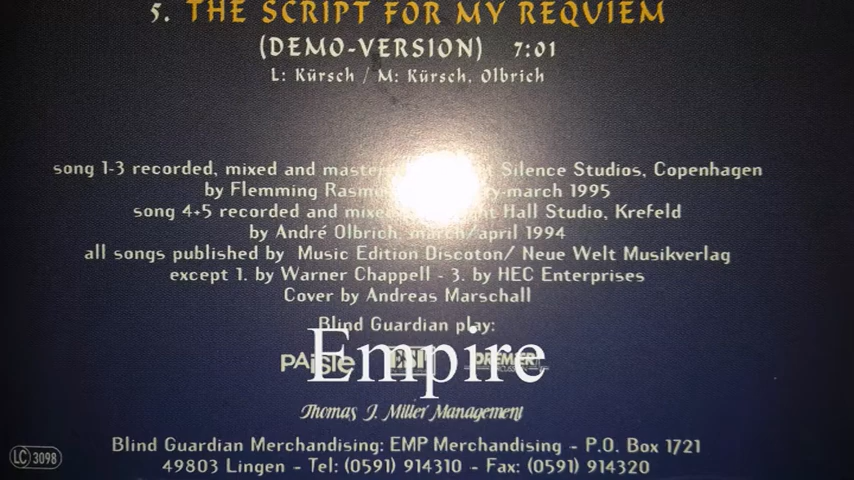 5. THE SCRIPT FOR MY REQUIEM
(DEMO-VERSION) 7:01
L: Kürsch / M: Kürsch, Olbrich
song 1-3 recorded, mixed and Silence Studios, Copenhagen
by Flemming march 1995
song 4+5 recorded and Hall Studio, Krefeld
by André Olbrich, march/april 1994
all songs published by Music Edition Discoton/ Neue Welt Musikverlag
except 1. by Warner Chappell - 3. by HEC Enterprises
Cover by Andreas Marschall
Blind Guardian play:
Empire
PAiSTe ESP PREMIER
Thomas J. Miller Management
Blind Guardian Merchandising: EMP Merchandising - P.O. Box 1721
LC 3098
49803 Lingen - Tel: (0591) 914310 - Fax: (0591) 914320